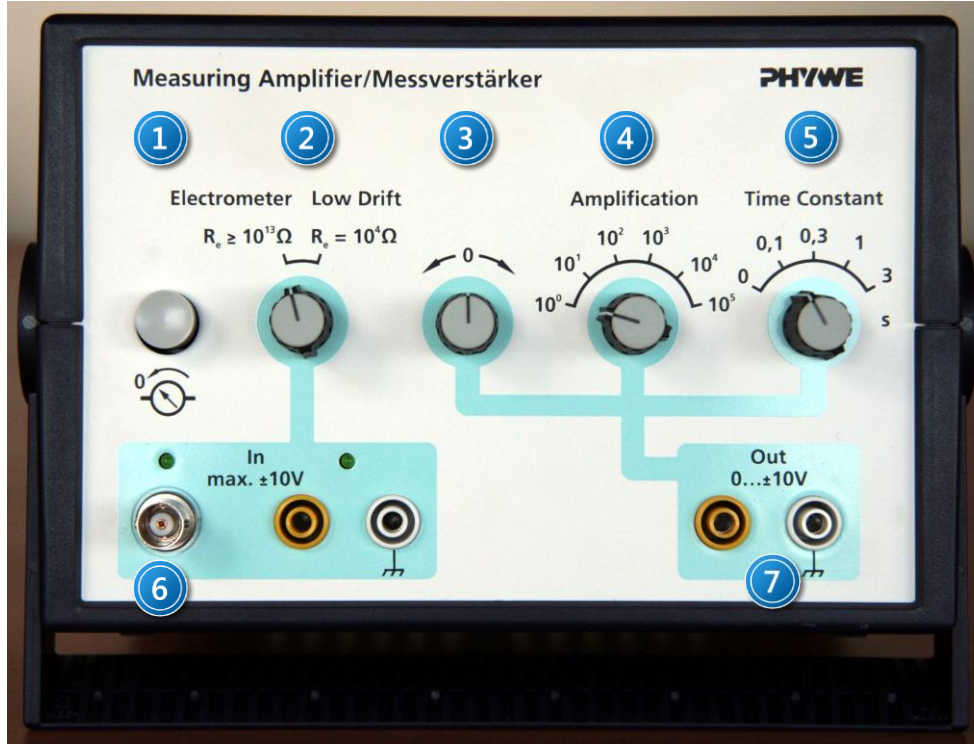 Measuring Amplifier/Messverstärker
PHYWE
1
2
3
4
5
Electrometer
Low Drift
Amplification
Time Constant
Rₑ ≥ 10¹³Ω
Rₑ = 10⁴Ω
0
10⁰
10¹
10²
10³
10⁴
10⁵
0
0,1
0,3
1
3
s
0
In
max. ±10V
Out
0...±10V
6
7